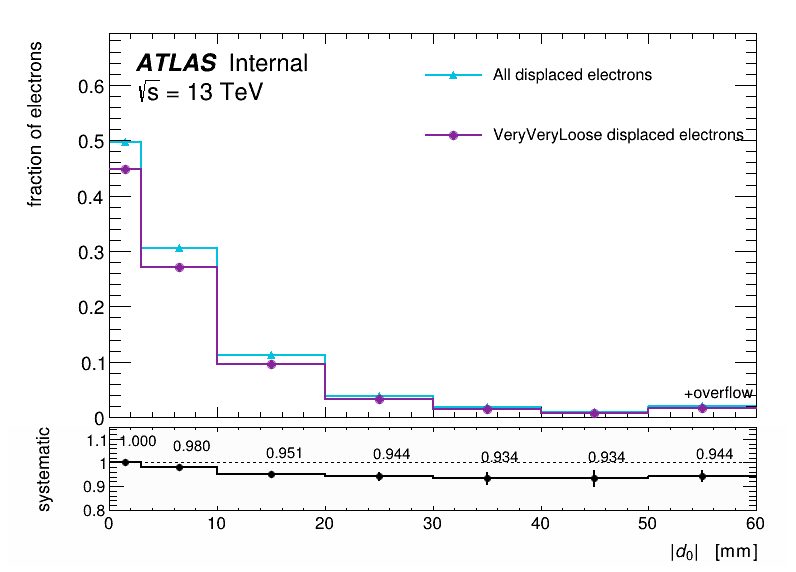 ATLAS Internal
√s = 13 TeV
All displaced electrons
VeryVeryLoose displaced electrons
fraction of electrons
0.6
0.5
0.4
0.3
0.2
0.1
0
+overflow
systematic
1.1
1
0.9
0.8
1.000 0.980 0.951 0.944 0.934 0.934 0.944
0 10 20 30 40 50 60
|d₀| [mm]